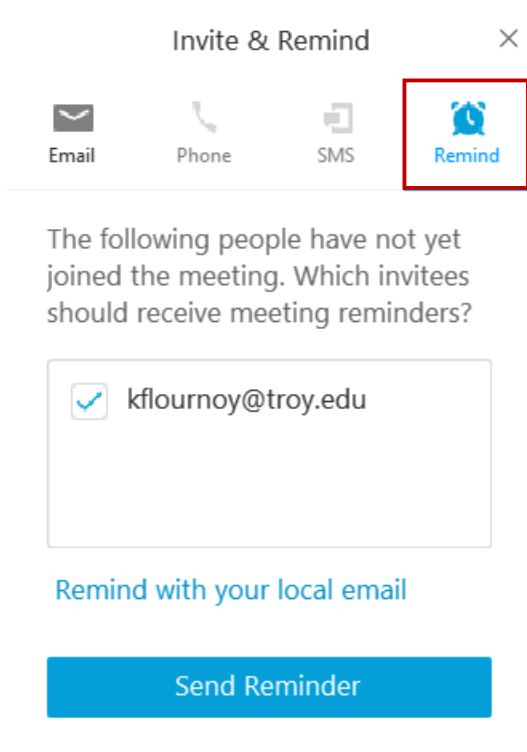 Invite & Remind
Email Phone SMS Remind
The following people have not yet
joined the meeting. Which invitees
should receive meeting reminders?
kflournoy@troy.edu
Remind with your local email
Send Reminder